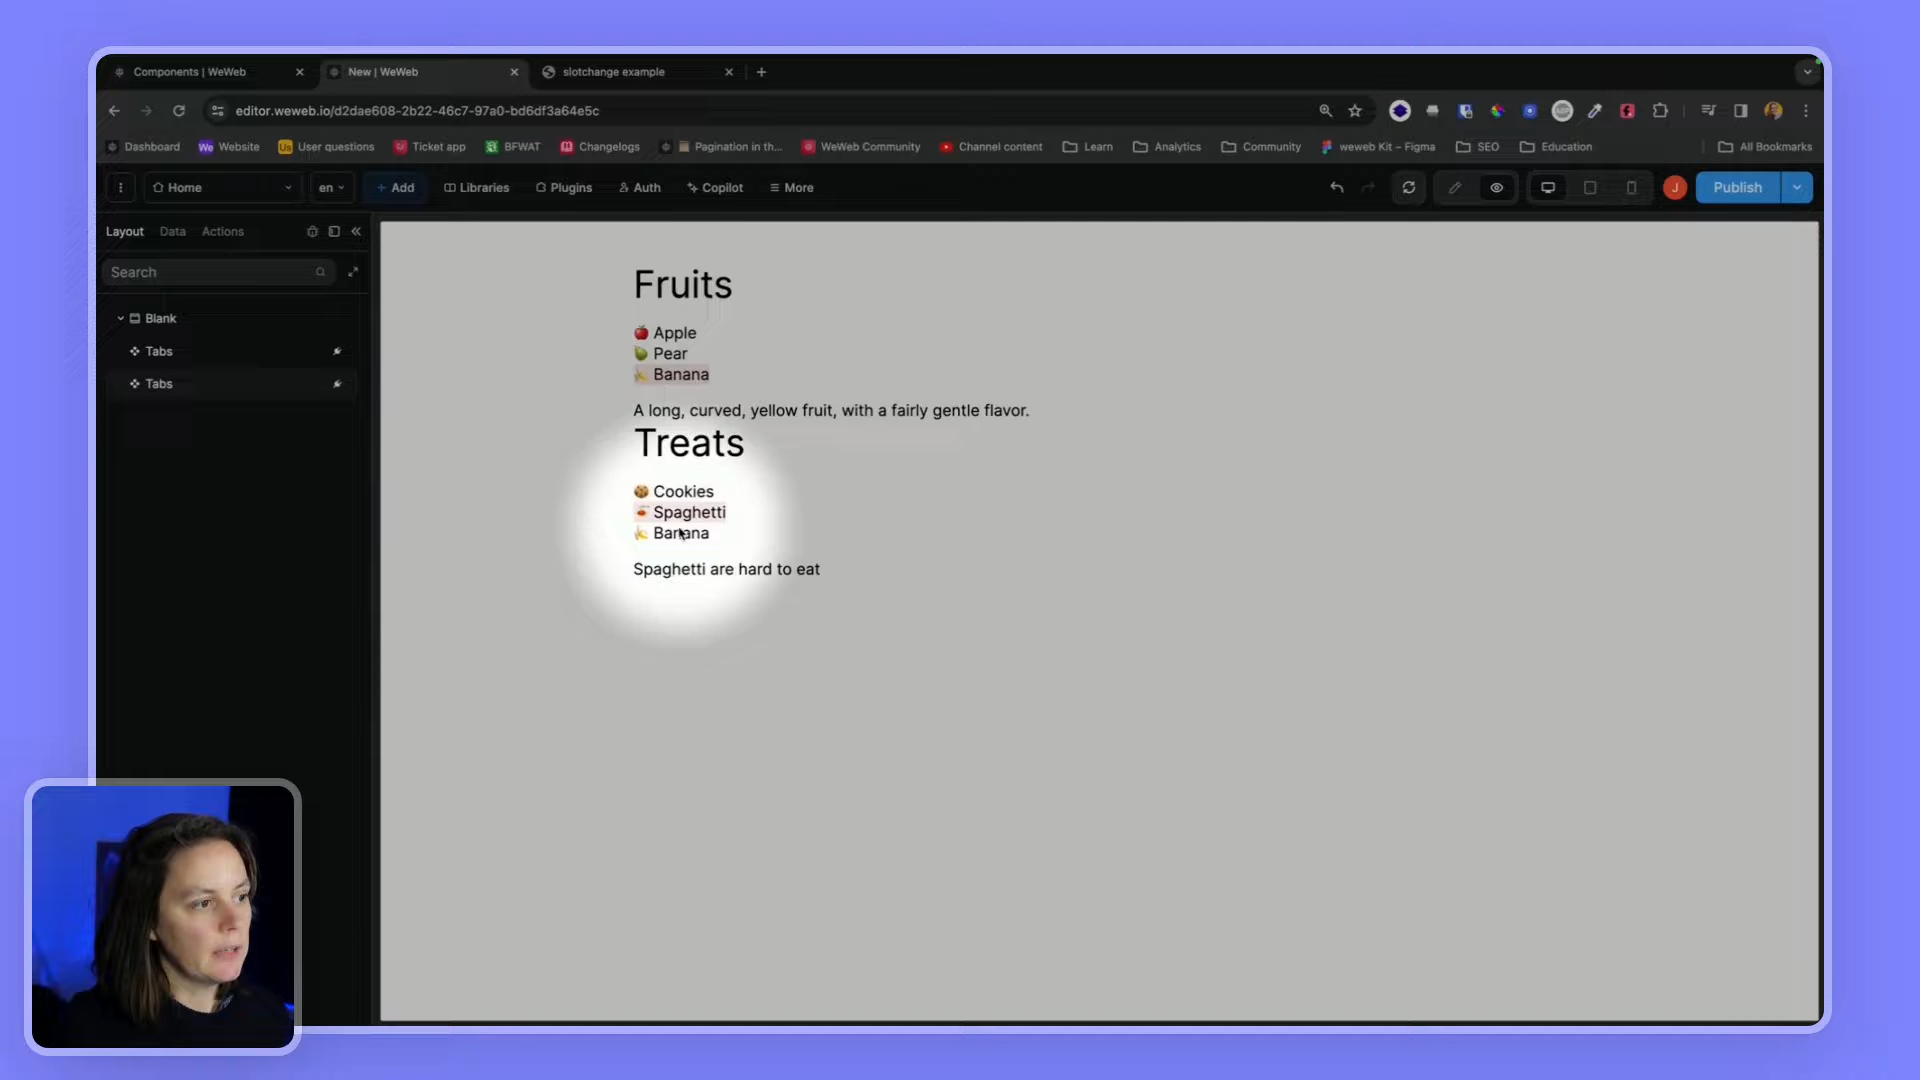 Components | WeWeb
New | WeWeb
slotchange example
editor.weweb.io/d2dae608-2b22-46c7-97a0-bd6df3a64e5c
Dashboard
We Website
Us User questions
Ticket app
BFWAT
Changelogs
Pagination in th...
WeWeb Community
Channel content
Learn
Analytics
Community
weweb Kit – Figma
SEO
Education
All Bookmarks
Home
en
+ Add
Libraries
Plugins
Auth
Copilot
More
J
Publish
Layout
Data
Actions
Search
Blank
Tabs
Tabs
Fruits
Apple
Pear
Banana
A long, curved, yellow fruit, with a fairly gentle flavor.
Treats
Cookies
Spaghetti
Banana
Spaghetti are hard to eat